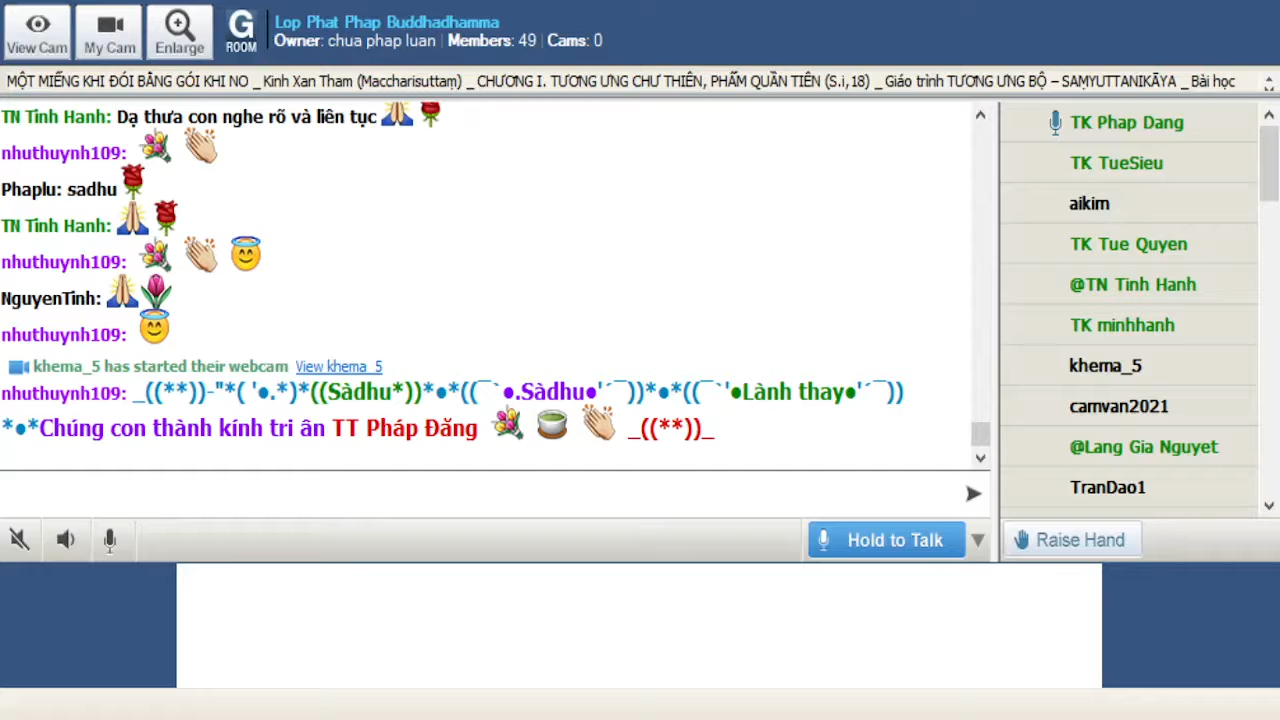 View Cam
My Cam
Enlarge
G
ROOM
Lop Phat Phap Buddhadhamma
Owner: chua phap luan | Members: 49 | Cams: 0
MỘT MIẾNG KHI ĐÓI BẰNG GÓI KHI NO _ Kinh Xan Tham (Maccharisuttaṃ) _ CHƯƠNG I. TƯƠNG ƯNG CHƯ THIÊN, PHẨM QUẦN TIÊN (S.i,18) _ Giáo trình TƯƠNG ƯNG BỘ – SAṂYUTTANIKĀYA _ Bài học
TN Tinh Hanh: Dạ thưa con nghe rõ và liên tục
nhuthuynh109:
Phaplu: sadhu
TN Tinh Hanh:
nhuthuynh109:
NguyenTinh:
nhuthuynh109:
khema_5 has started their webcam View khema_5
nhuthuynh109: _((**))-"*( '●.*)*((Sàdhu*))*●*((¯`●.Sàdhu●'´¯))*●*((¯`'●Lành thay●'´¯))
*●*Chúng con thành kính tri ân TT Pháp Đăng _((**))_
Hold to Talk
TK Phap Dang
TK TueSieu
aikim
TK Tue Quyen
@TN Tinh Hanh
TK minhhanh
khema_5
camvan2021
@Lang Gia Nguyet
TranDao1
Raise Hand